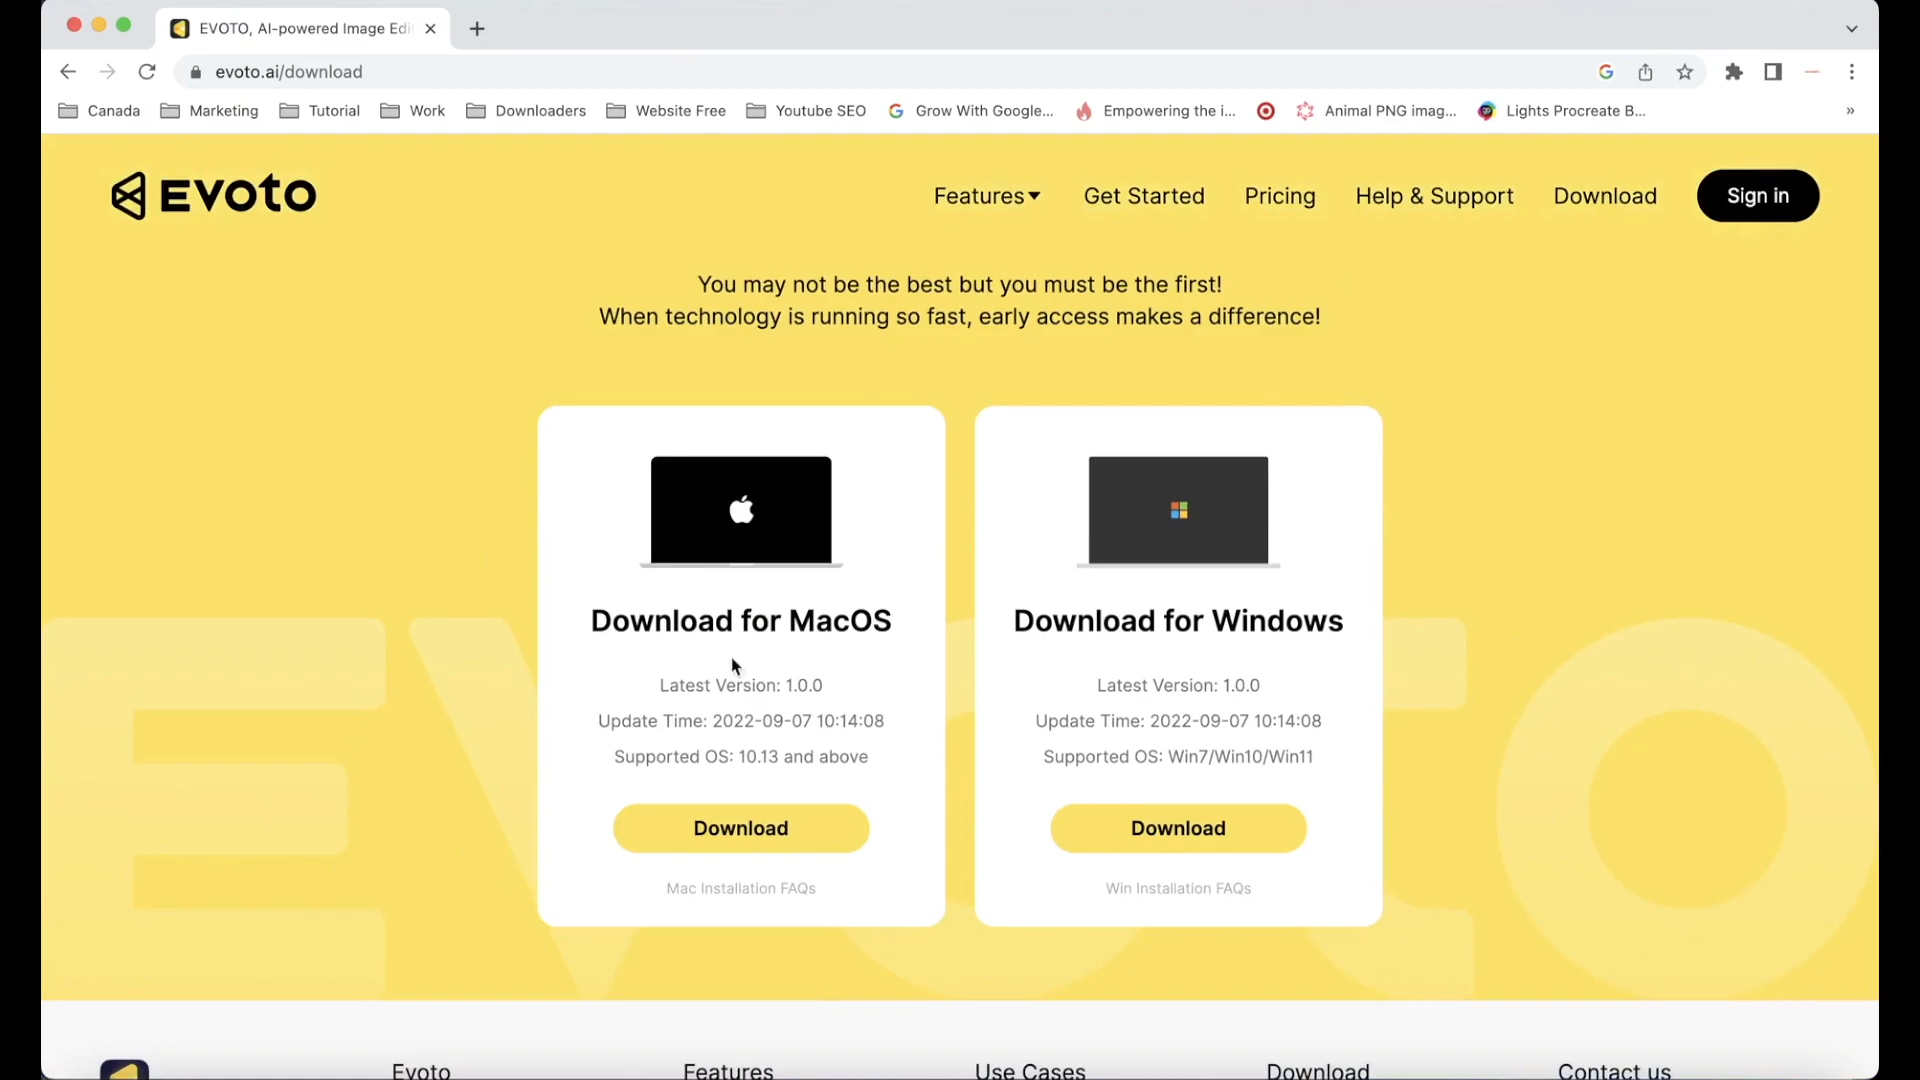 EVOTO, AI-powered Image Edi
evoto.ai/download
Canada
Marketing
Tutorial
Work
Downloaders
Website Free
Youtube SEO
Grow With Google...
Empowering the i...
Animal PNG imag...
Lights Procreate B...
»
EVOTO
Features
Get Started
Pricing
Help & Support
Download
Sign in
You may not be the best but you must be the first!
When technology is running so fast, early access makes a difference!
Download for MacOS
Latest Version: 1.0.0
Update Time: 2022-09-07 10:14:08
Supported OS: 10.13 and above
Download
Mac Installation FAQs
Download for Windows
Latest Version: 1.0.0
Update Time: 2022-09-07 10:14:08
Supported OS: Win7/Win10/Win11
Download
Win Installation FAQs
EVOTO
Evoto
Features
Use Cases
Download
Contact us